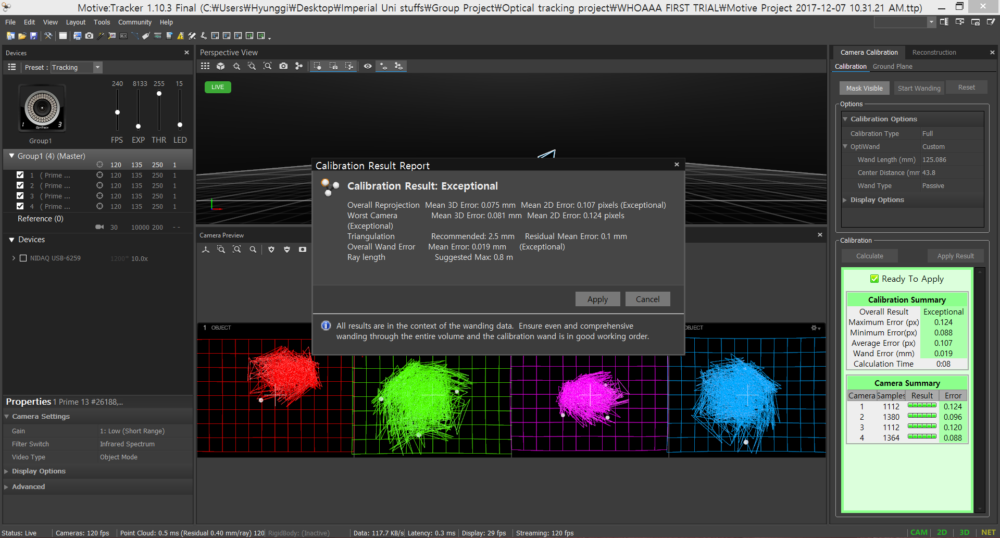 Motive:Tracker 1.10.3 Final (C:₩Users₩Hyunggi₩Desktop₩Imperial Uni stuffs₩Group Project₩Optical tracking project₩WHOAAA FIRST TRIAL₩Motive Project 2017-12-07 10.31.21 AM.ttp)
File Edit View Layout Tools Community Help
Devices
Preset : Tracking
240 8133 255 15
1 OptiTrack 3
Group1
FPS EXP THR LED
Group1 (4) (Master)
120 135 250 1
1 ( Prime ... 120 135 250 1
2 ( Prime ... 120 135 250 1
3 ( Prime ... 120 135 250 1
4 ( Prime ... 120 135 250 1
Reference (0)
30 10000 200 - -
Devices
NIDAQ USB-6259 1200* 10.0x
Properties 1 Prime 13 #26188,...
Camera Settings
Gain 1: Low (Short Range)
Filter Switch Infrared Spectrum
Video Type Object Mode
Display Options
Advanced
Perspective View
LIVE
Camera Preview
1 OBJECT
OBJECT
Calibration Result Report
Calibration Result: Exceptional
Overall Reprojection Mean 3D Error: 0.075 mm Mean 2D Error: 0.107 pixels (Exceptional)
Worst Camera Mean 3D Error: 0.081 mm Mean 2D Error: 0.124 pixels
(Exceptional)
Triangulation Recommended: 2.5 mm Residual Mean Error: 0.1 mm
Overall Wand Error Mean Error: 0.019 mm (Exceptional)
Ray length Suggested Max: 0.8 m
Apply Cancel
All results are in the context of the wanding data. Ensure even and comprehensive
wanding through the entire volume and the calibration wand is in good working order.
Camera Calibration Reconstruction
Calibration Ground Plane
Mask Visible Start Wanding Reset
Options
Calibration Options
Calibration Type Full
OptiWand Custom
Wand Length (mm) 125.086
Center Distance (mm 43.8
Wand Type Passive
Display Options
Calibration
Calculate Apply Result
Ready To Apply
Calibration Summary
Overall Result Exceptional
Maximum Error (px) 0.124
Minimum Error(px) 0.088
Average Error (px) 0.107
Wand Error (mm) 0.019
Calculation Time 0:08
Camera Summary
Camera Samples Result Error
1 1112 0.124
2 1380 0.096
3 1112 0.120
4 1364 0.088
Status: Live Cameras: 120 fps Point Cloud: 0.5 ms (Residual 0.40 mm/ray) 120 RigidBody: (Inactive) Data: 117.7 KB/s Latency: 0.3 ms Display: 29 fps Streaming: 120 fps CAM 2D 3D NET